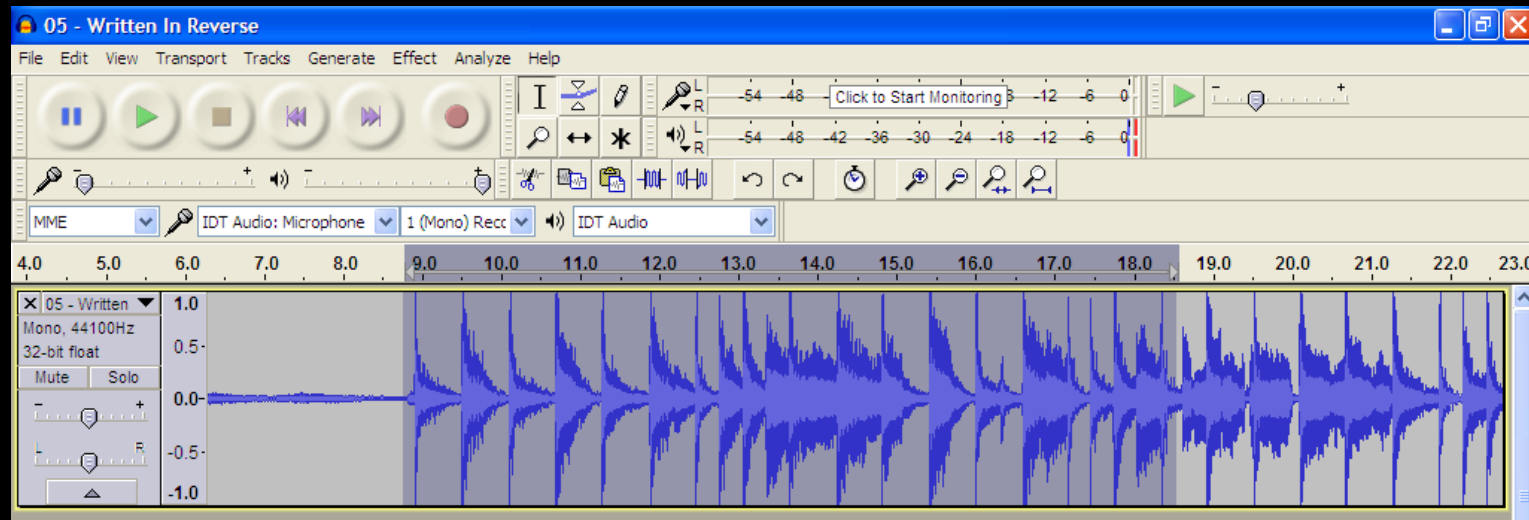 05 - Written In Reverse
File Edit View Transport Tracks Generate Effect Analyze Help
L R -54 -48 - Click to Start Monitoring -12 -6 0
L R -54 -48 -42 -36 -30 -24 -18 -12 -6 0
MME IDT Audio: Microphone 1 (Mono) Recc IDT Audio
4.0 5.0 6.0 7.0 8.0 9.0 10.0 11.0 12.0 13.0 14.0 15.0 16.0 17.0 18.0 19.0 20.0 21.0 22.0 23.0
X 05 - Written 1.0
Mono, 44100Hz
32-bit float 0.5
Mute Solo
- + 0.0
L R -0.5
-1.0